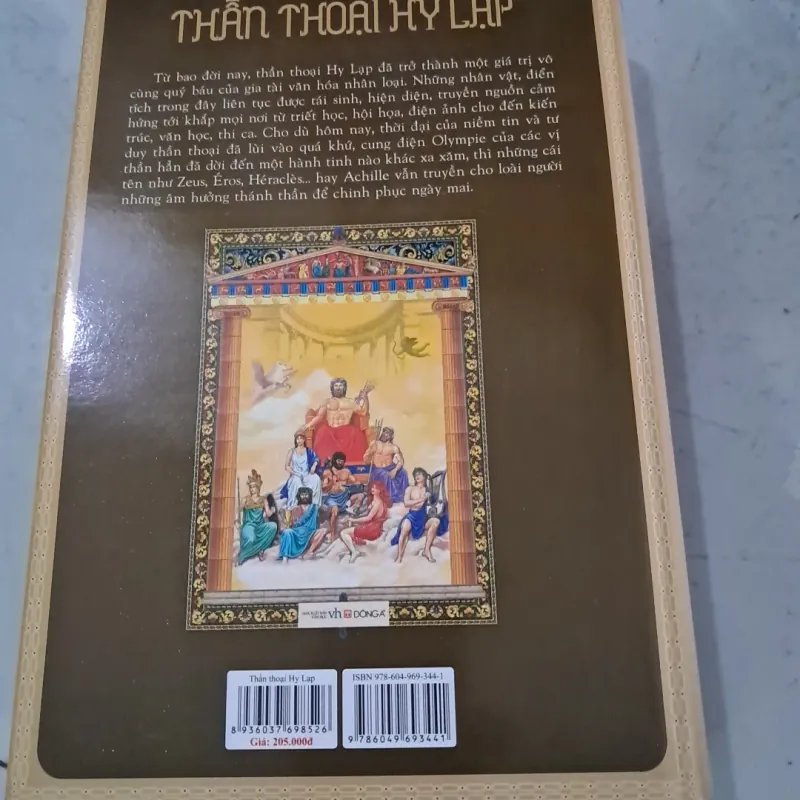 THẦN THOẠI HY LẠP
Từ bao đời nay, thần thoại Hy Lạp đã trở thành một giá trị vô
cùng quý báu của gia tài văn hóa nhân loại. Những nhân vật, điển
tích trong đây liên tục được tái sinh, hiện diện, truyền nguồn cảm
hứng tới khắp mọi nơi từ triết học, hội họa, điện ảnh cho đến kiến
trúc, văn học, thi ca. Cho dù hôm nay, thời đại của niềm tin và tư
duy thần thoại đã lùi vào quá khứ, cung điện Olympie của các vị
thần hẳn đã dời đến một hành tinh nào khác xa xăm, thì những cái
tên như Zeus, Éros, Héraclès... hay Achille vẫn truyền cho loài người
những âm hưởng thánh thần để chinh phục ngày mai.
vh ĐÔNG A
Thần thoại Hy Lạp
8 936037 698526
Giá: 205.000đ
ISBN 978-604-969-344-1
9 786049 693441